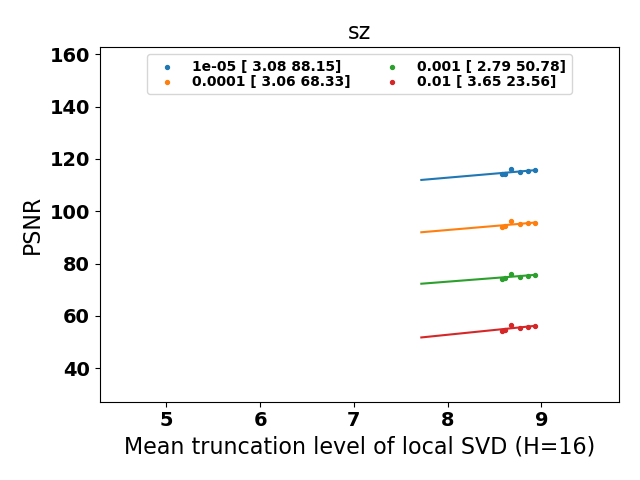 sz
1e-05 [ 3.08 88.15]
0.0001 [ 3.06 68.33]
0.001 [ 2.79 50.78]
0.01 [ 3.65 23.56]
PSNR
160
140
120
100
80
60
40
5 6 7 8 9
Mean truncation level of local SVD (H=16)